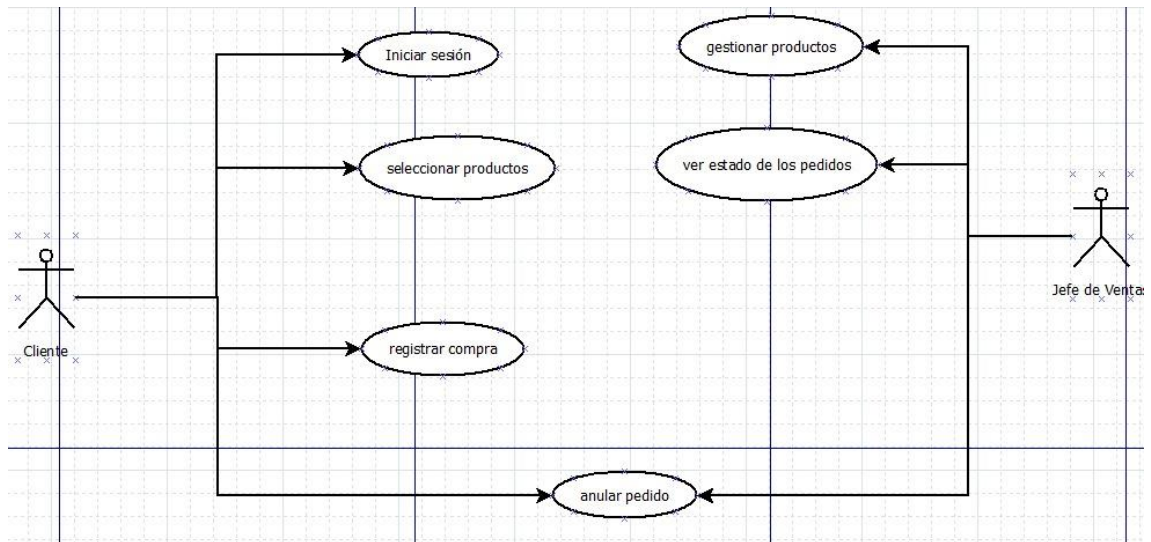 Iniciar sesión
gestionar productos
seleccionar productos
ver estado de los pedidos
Jefe de Ventas
Cliente
registrar compra
anular pedido